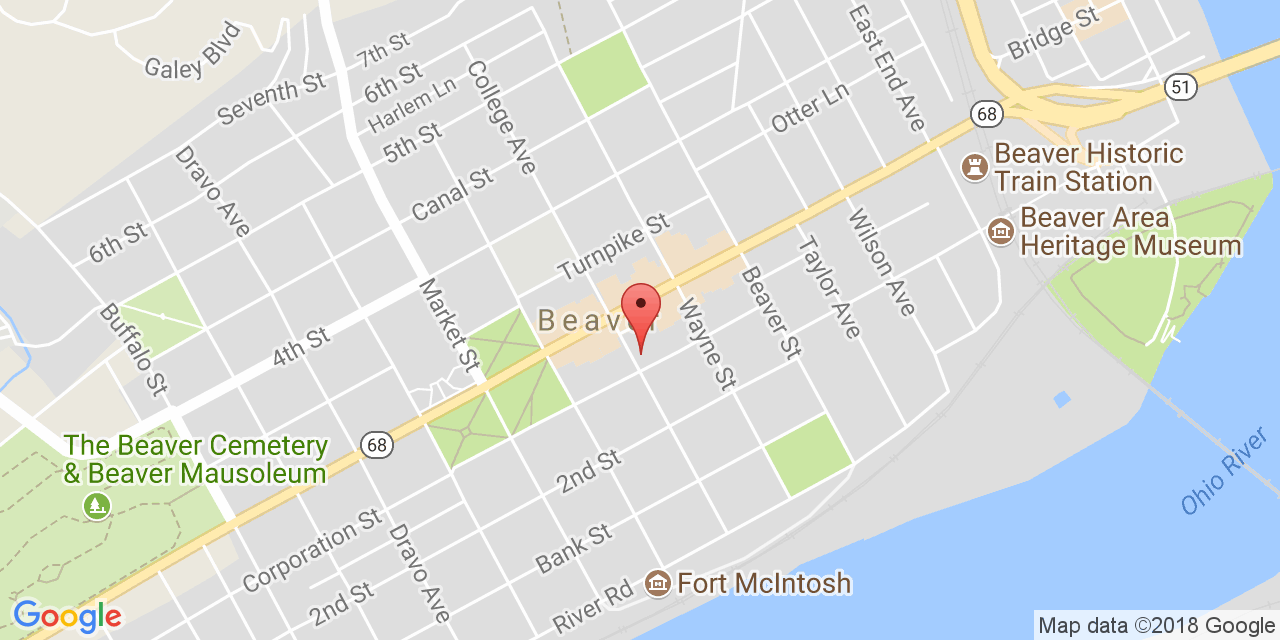 Galey Blvd
7th St
6th St
Harlem Ln
5th St
Seventh St
College Ave
East End Ave
Bridge St
51
68
Otter Ln
Dravo Ave
Canal St
6th St
Beaver Historic
Train Station
Beaver Area
Heritage Museum
Turnpike St
Wilson Ave
Taylor Ave
Beaver St
Wayne St
Market St
Buffalo St
4th St
Beaver
The Beaver Cemetery
& Beaver Mausoleum
68
2nd St
Ohio River
Corporation St
Dravo Ave
Bank St
2nd St
River Rd
Fort McIntosh
Google
Map data ©2018 Google